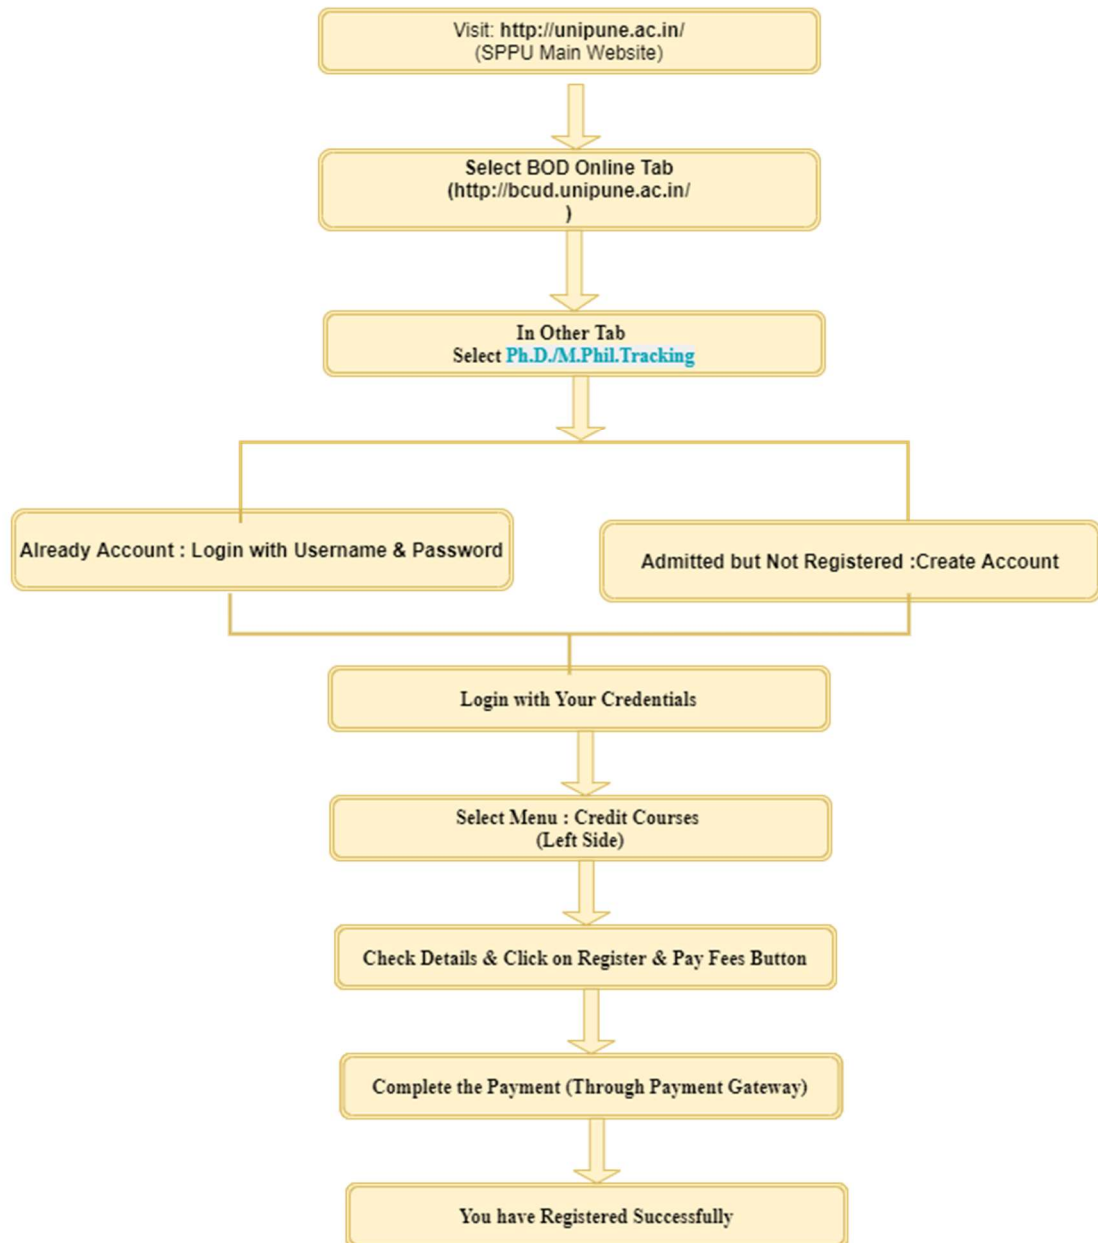 Visit: http://unipune.ac.in/
(SPPU Main Website)
Select BOD Online Tab
(http://bcud.unipune.ac.in/
)
In Other Tab
Select Ph.D./M.Phil.Tracking
Already Account : Login with Username & Password
Admitted but Not Registered :Create Account
Login with Your Credentials
Select Menu : Credit Courses
(Left Side)
Check Details & Click on Register & Pay Fees Button
Complete the Payment (Through Payment Gateway)
You have Registered Successfully